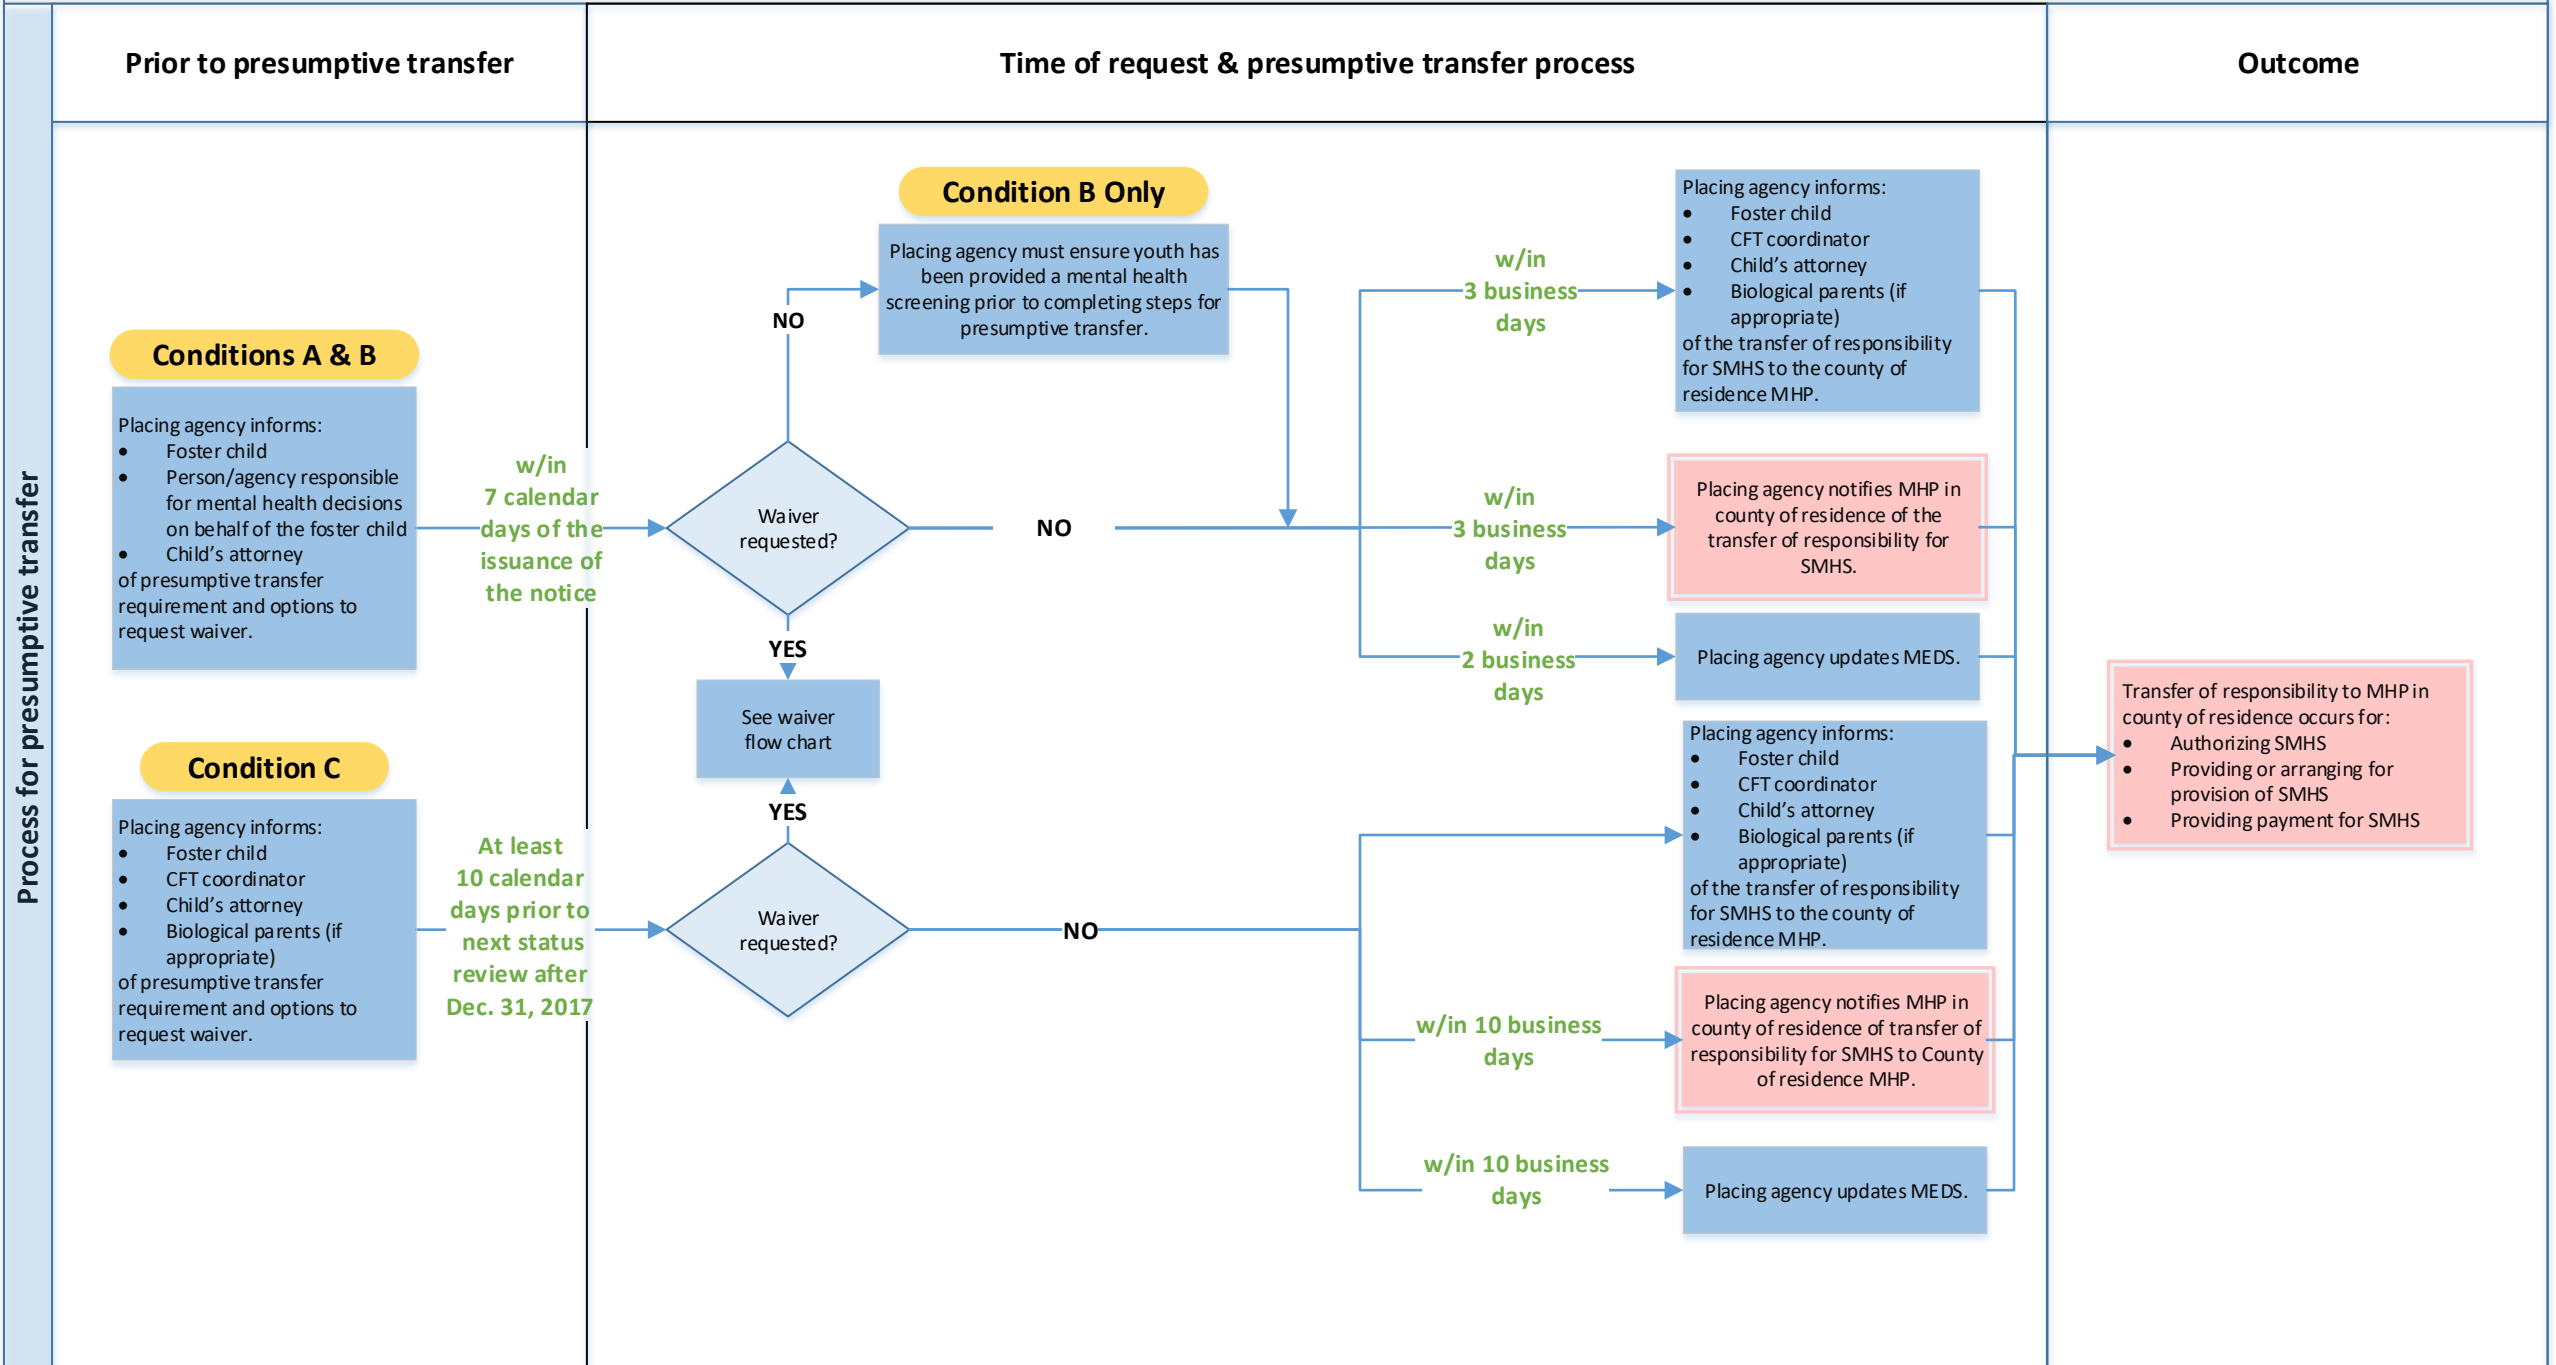 Process for presumptive transfer
Prior to presumptive transfer
Time of request & presumptive transfer process
Outcome
Conditions A & B
Placing agency informs:
• Foster child
• Person/agency responsible
for mental health decisions
on behalf of the foster child
• Child's attorney
of presumptive transfer
requirement and options to
request waiver.
w/in
7 calendar
days of the
issuance of
the notice
Waiver
requested?
NO
Condition B Only
Placing agency must ensure youth has
been provided a mental health
screening prior to completing steps for
presumptive transfer.
NO
YES
See waiver
flow chart
w/in
3 business
days
Placing agency informs:
• Foster child
• CFT coordinator
• Child's attorney
• Biological parents (if
appropriate)
of the transfer of responsibility
for SMHS to the county of
residence MHP.
w/in
3 business
days
Placing agency notifies MHP in
county of residence of the
transfer of responsibility for
SMHS.
w/in
2 business
days
Placing agency updates MEDS.
Condition C
Placing agency informs:
• Foster child
• CFT coordinator
• Child's attorney
• Biological parents (if
appropriate)
of presumptive transfer
requirement and options to
request waiver.
At least
10 calendar
days prior to
next status
review after
Dec. 31, 2017
YES
Waiver
requested?
NO
Placing agency informs:
• Foster child
• CFT coordinator
• Child's attorney
• Biological parents (if
appropriate)
of the transfer of responsibility
for SMHS to the county of
residence MHP.
w/in 10 business
days
Placing agency notifies MHP in
county of residence of transfer of
responsibility for SMHS to County
of residence MHP.
w/in 10 business
days
Placing agency updates MEDS.
Transfer of responsibility to MHP in
county of residence occurs for:
• Authorizing SMHS
• Providing or arranging for
provision of SMHS
• Providing payment for SMHS